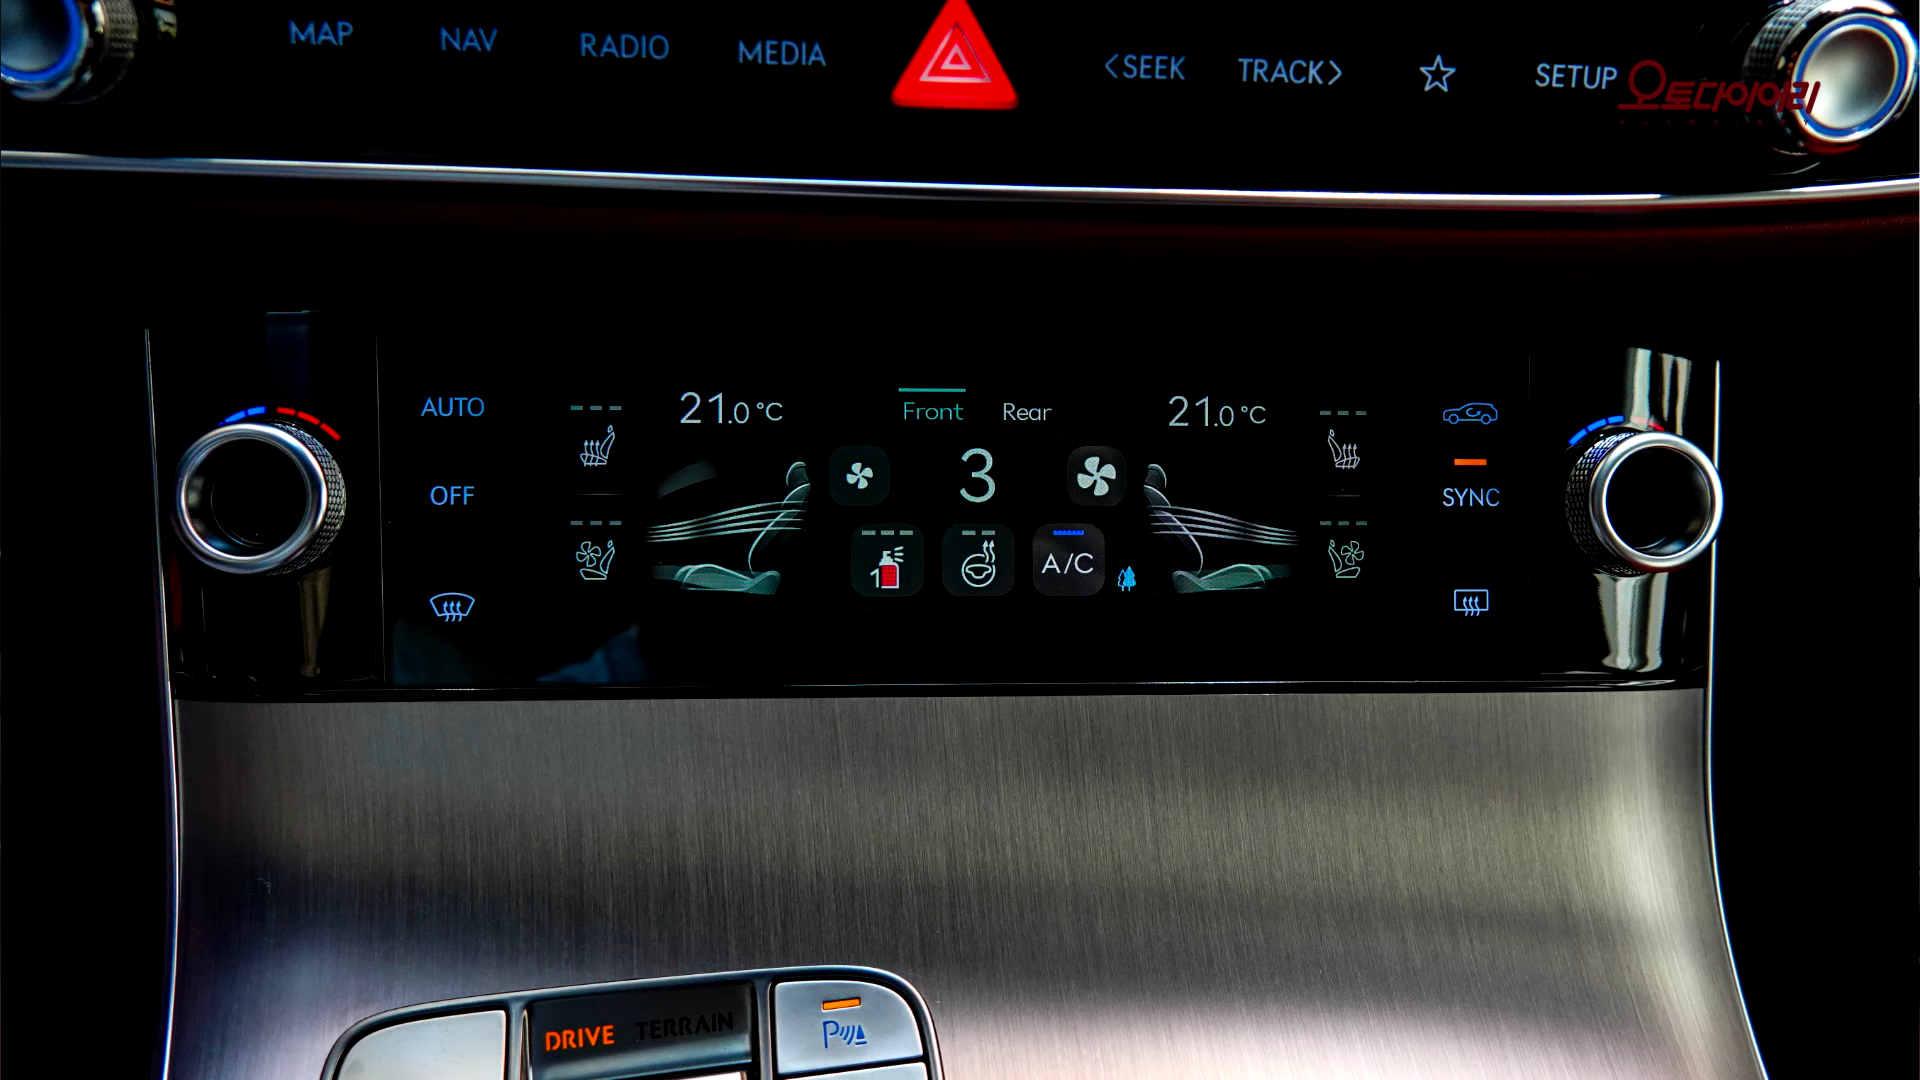 MAP NAV RADIO MEDIA <SEEK TRACK> SETUP
오토다이어리
AUTO 21.0 °C Front Rear 21.0 °C
3
OFF SYNC
1 A/C
DRIVE TERRAIN
P